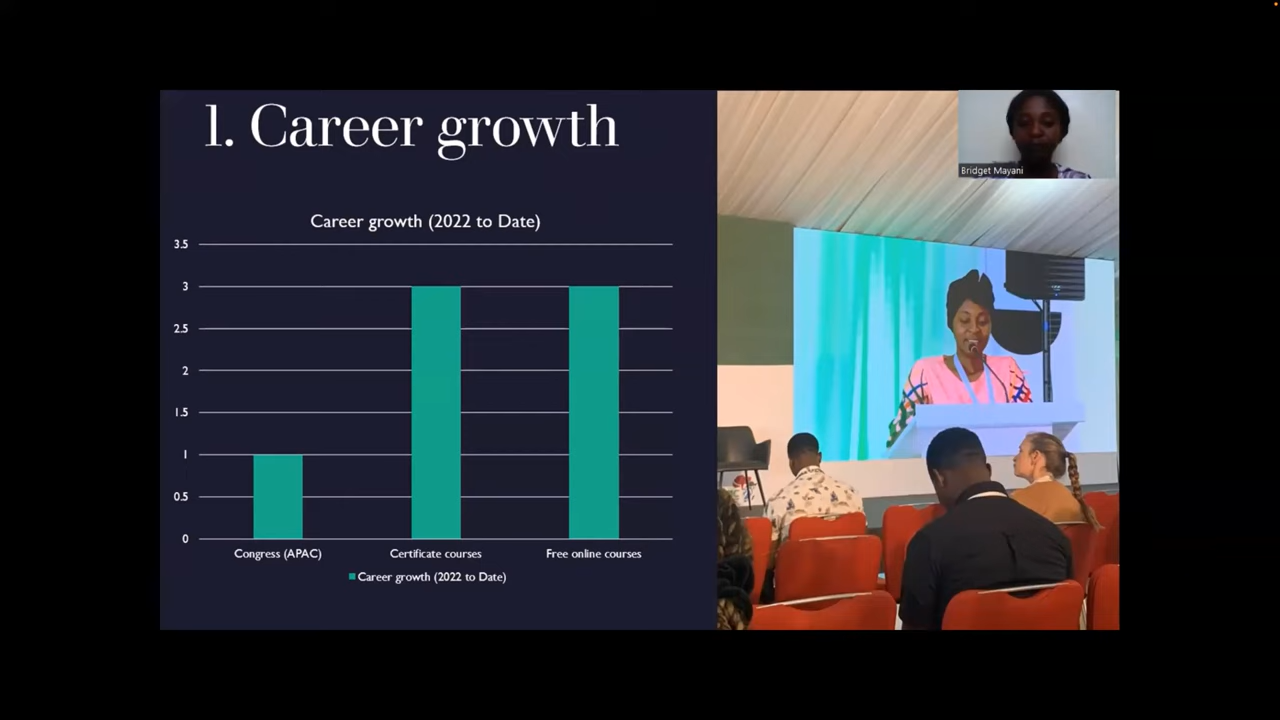 1. Career growth
Career growth (2022 to Date)
3.5
3
2.5
2
1.5
1
0.5
0
Congress (APAC) Certificate courses Free online courses
Career growth (2022 to Date)
Bridget Mayani